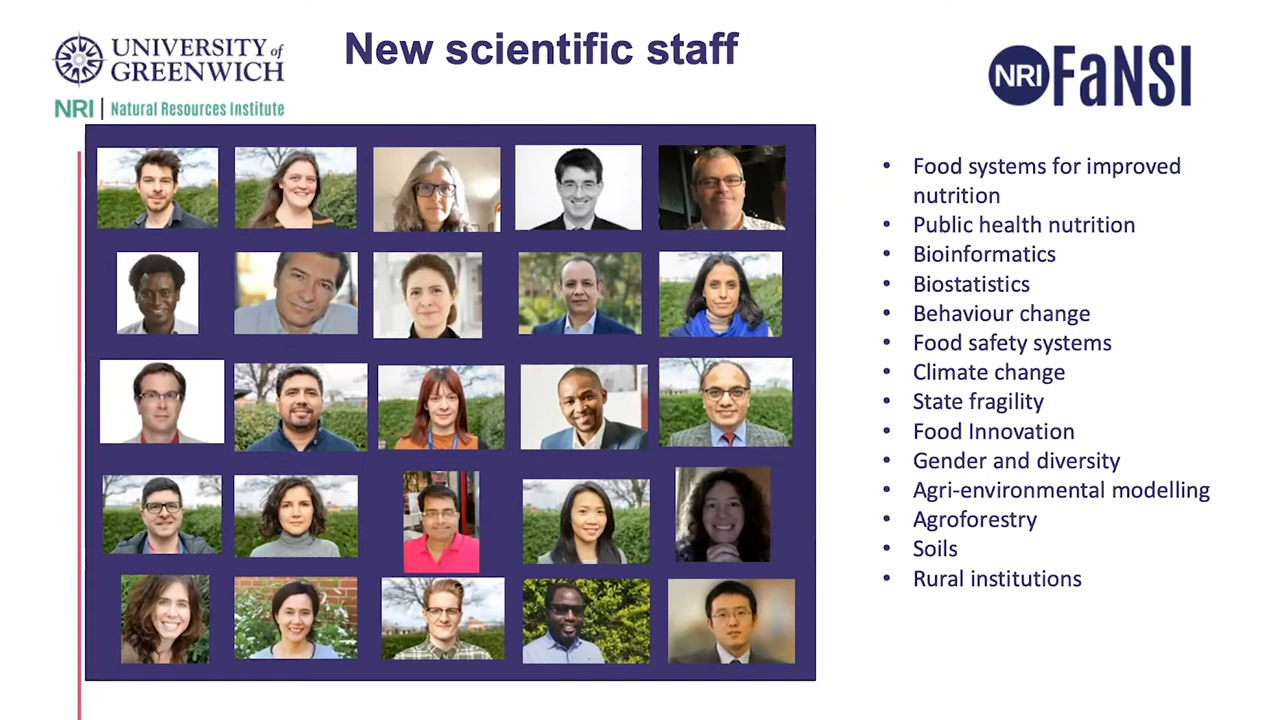 UNIVERSITY of
GREENWICH
NRI | Natural Resources Institute
New scientific staff
NRI FaNSI
• Food systems for improved
nutrition
• Public health nutrition
• Bioinformatics
• Biostatistics
• Behaviour change
• Food safety systems
• Climate change
• State fragility
• Food Innovation
• Gender and diversity
• Agri-environmental modelling
• Agroforestry
• Soils
• Rural institutions